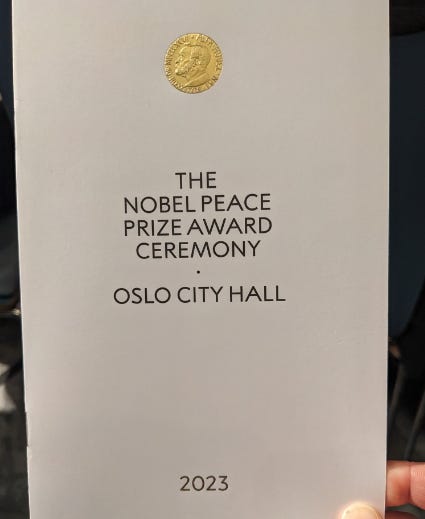 THE
NOBEL PEACE
PRIZE AWARD
CEREMONY
·
OSLO CITY HALL
2023